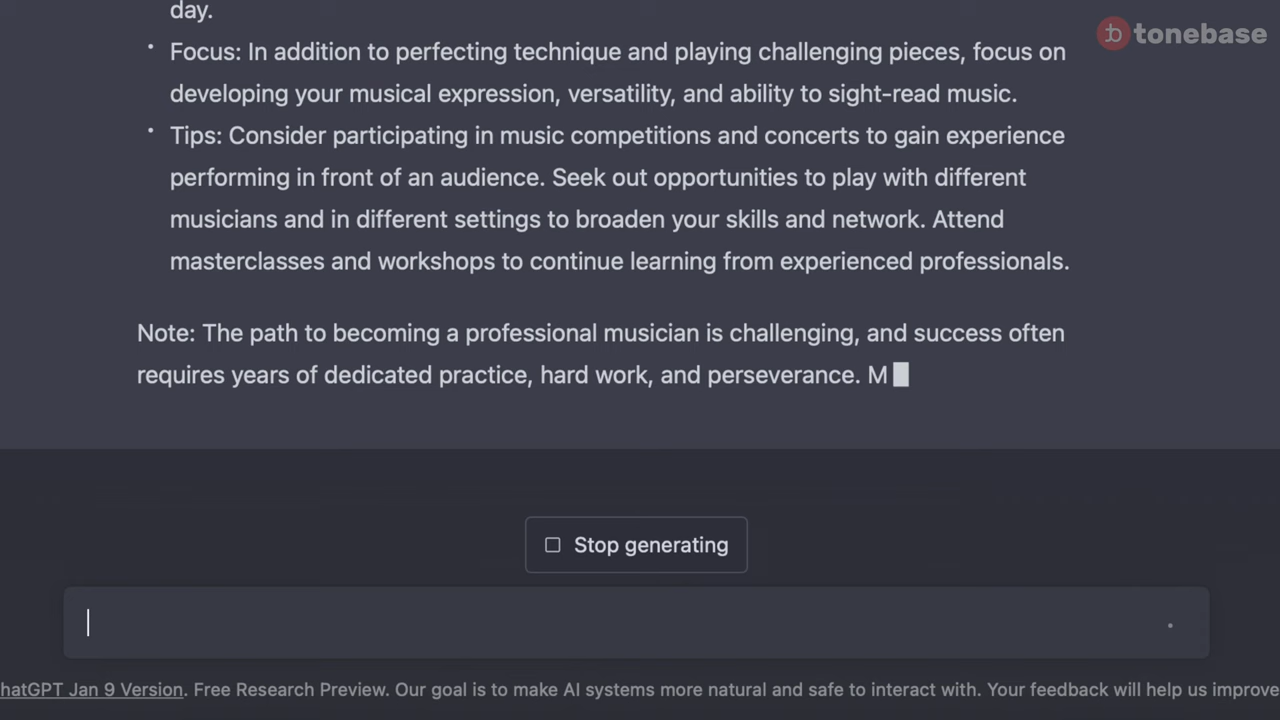 day.
tonebase
• Focus: In addition to perfecting technique and playing challenging pieces, focus on
developing your musical expression, versatility, and ability to sight-read music.
• Tips: Consider participating in music competitions and concerts to gain experience
performing in front of an audience. Seek out opportunities to play with different
musicians and in different settings to broaden your skills and network. Attend
masterclasses and workshops to continue learning from experienced professionals.
Note: The path to becoming a professional musician is challenging, and success often
requires years of dedicated practice, hard work, and perseverance. M
Stop generating
hatGPT Jan 9 Version. Free Research Preview. Our goal is to make AI systems more natural and safe to interact with. Your feedback will help us improve